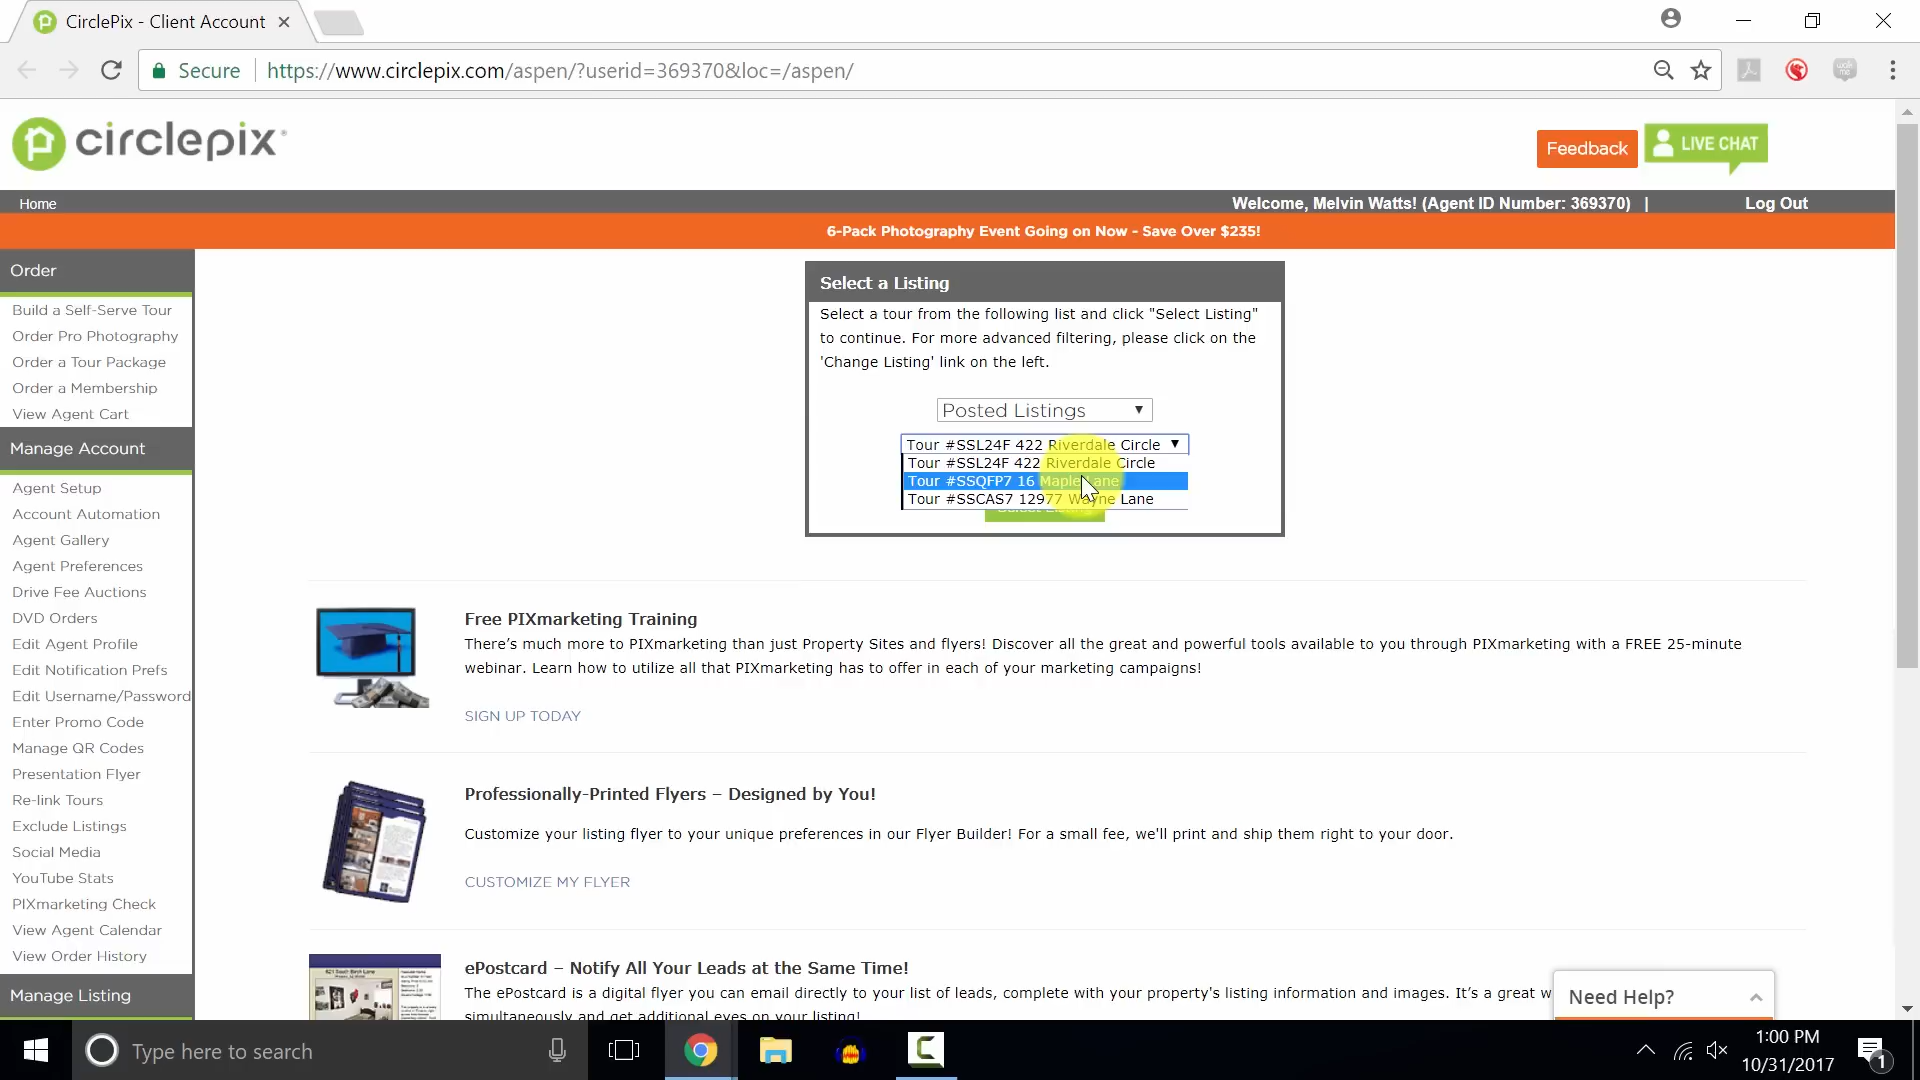 CirclePix - Client Account
Secure
https://www.circlepix.com/aspen/?userid=369370&loc=/aspen/
circlepix
Feedback
LIVE CHAT
Home
Welcome, Melvin Watts! (Agent ID Number: 369370) |
Log Out
6-Pack Photography Event Going on Now - Save Over $235!
Order
Build a Self-Serve Tour
Order Pro Photography
Order a Tour Package
Order a Membership
View Agent Cart
Manage Account
Agent Setup
Account Automation
Agent Gallery
Agent Preferences
Drive Fee Auctions
DVD Orders
Edit Agent Profile
Edit Notification Prefs
Edit Username/Password
Enter Promo Code
Manage QR Codes
Presentation Flyer
Re-link Tours
Exclude Listings
Social Media
YouTube Stats
PIXmarketing Check
View Agent Calendar
View Order History
Manage Listing
Select a Listing
Select a tour from the following list and click "Select Listing"
to continue. For more advanced filtering, please click on the
'Change Listing' link on the left.
Posted Listings
Tour #SSL24F 422 Riverdale Circle
Tour #SSL24F 422 Riverdale Circle
Tour #SSQFP7 16 Maple Lane
Tour #SSCAS7 12977 Wayne Lane
Free PIXmarketing Training
There’s much more to PIXmarketing than just Property Sites and flyers! Discover all the great and powerful tools available to you through PIXmarketing with a FREE 25-minute
webinar. Learn how to utilize all that PIXmarketing has to offer in each of your marketing campaigns!
SIGN UP TODAY
Professionally-Printed Flyers – Designed by You!
Customize your listing flyer to your unique preferences in our Flyer Builder! For a small fee, we'll print and ship them right to your door.
CUSTOMIZE MY FLYER
ePostcard – Notify All Your Leads at the Same Time!
The ePostcard is a digital flyer you can email directly to your list of leads, complete with your property's listing information and images. It’s a great w
simultaneously and get additional eyes on your listing!
Need Help?
Type here to search
1:00 PM
10/31/2017
1